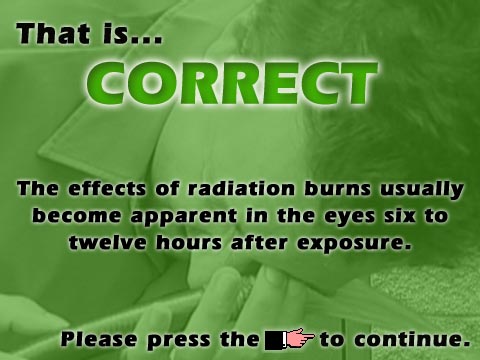 That is...
CORRECT
The effects of radiation burns usually
become apparent in the eyes six to
twelve hours after exposure.
Please press the to continue.